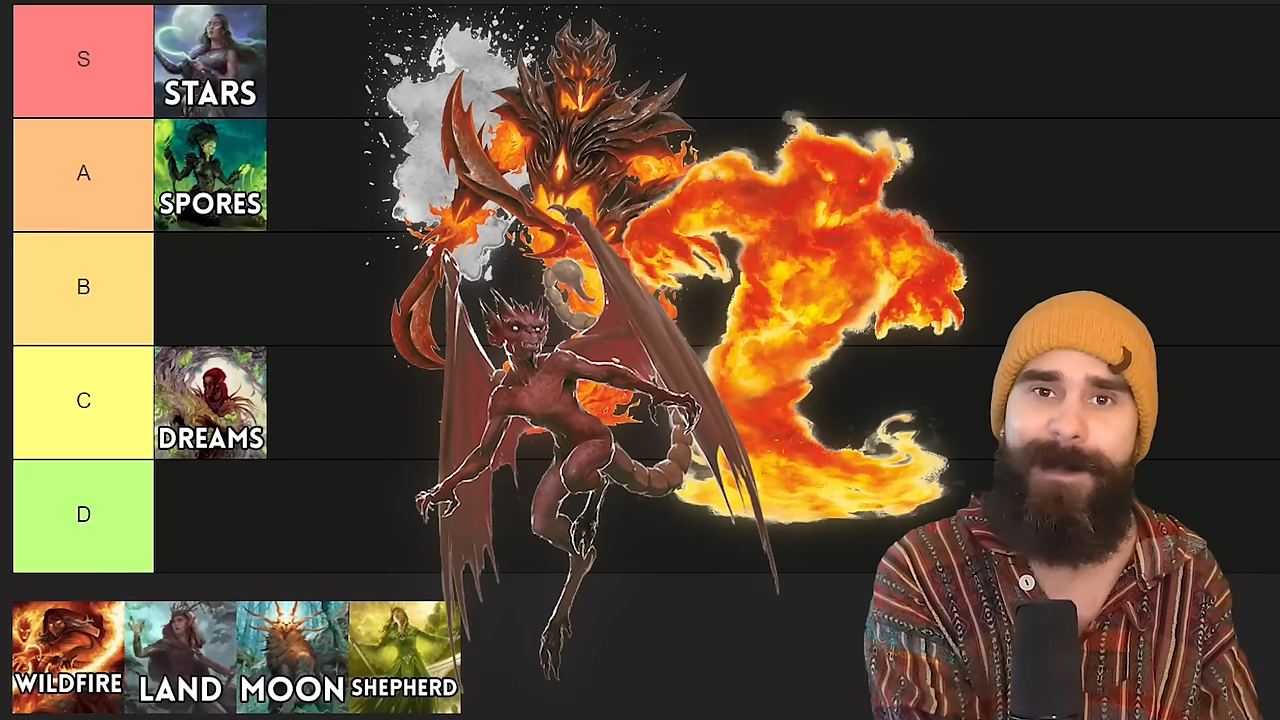 S
STARS
A
SPORES
B
C
DREAMS
D
WILDFIRE
LAND
MOON
SHEPHERD